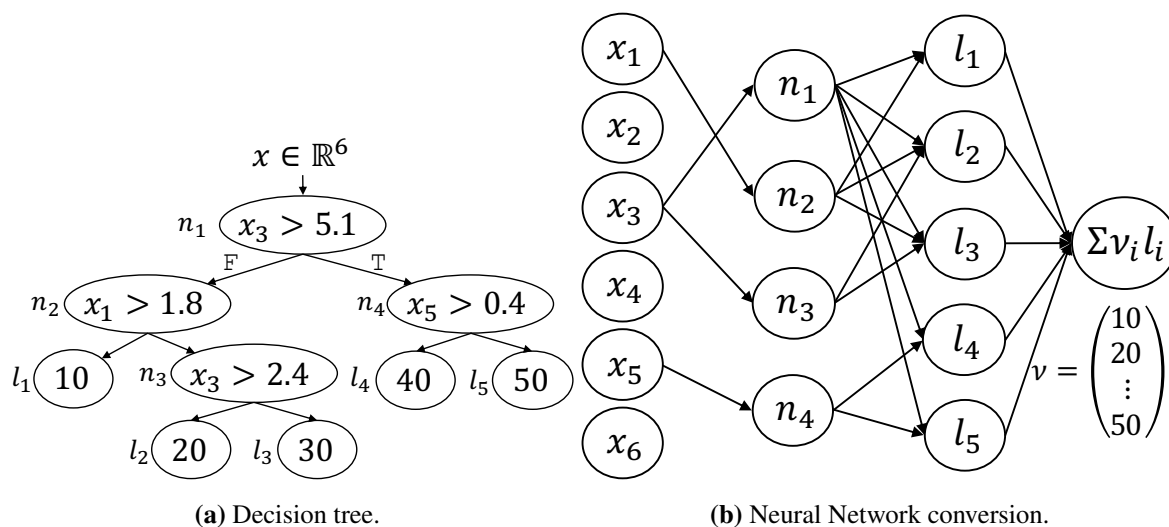 x ∈ ℝ⁶
n₁ x₃ > 5.1
F T
n₂ x₁ > 1.8 n₄ x₅ > 0.4
l₁ 10 n₃ x₃ > 2.4 l₄ 40 l₅ 50
l₂ 20 l₃ 30
(a) Decision tree.
x₁
x₂
x₃
x₄
x₅
x₆
n₁
n₂
n₃
n₄
l₁
l₂
l₃
l₄
l₅
Σνᵢlᵢ
ν = (10
20
⋮
50)
(b) Neural Network conversion.